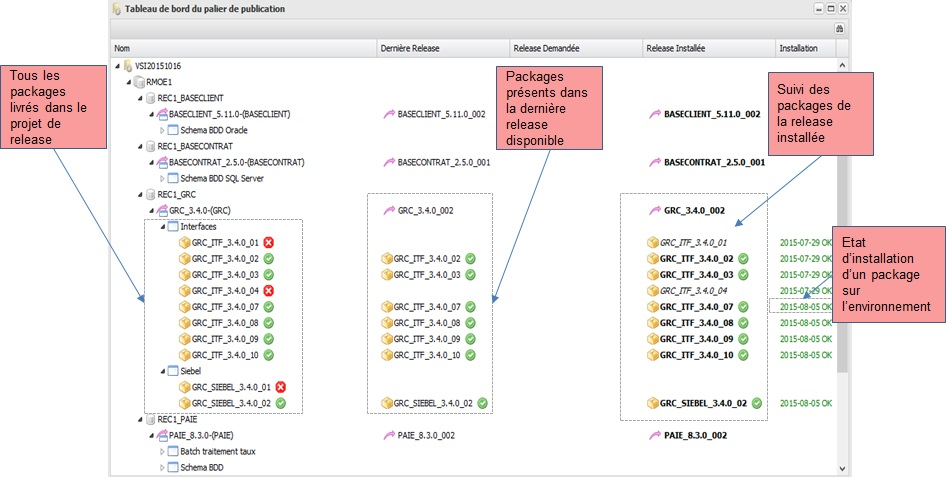 Tableau de bord du palier de publication
Nom Dernière Release Release Demandée Release Installée Installation
VSI20151016
RMOE1
REC1_BASECLIENT
BASECLIENT_5.11.0-(BASECLIENT) BASECLIENT_5.11.0_002 BASECLIENT_5.11.0_002
Schema BDD Oracle
REC1_BASECONTRAT
BASECONTRAT_2.5.0-(BASECONTRAT) BASECONTRAT_2.5.0_001 BASECONTRAT_2.5.0_001
Schema BDD SQL Server
REC1_GRC
GRC_3.4.0-(GRC) GRC_3.4.0_002 GRC_3.4.0_002
Interfaces
GRC_ITF_3.4.0_01 GRC_ITF_3.4.0_01 2015-07-29 OK
GRC_ITF_3.4.0_02 GRC_ITF_3.4.0_02 GRC_ITF_3.4.0_02 2015-07-29 OK
GRC_ITF_3.4.0_03 GRC_ITF_3.4.0_03 GRC_ITF_3.4.0_03 2015-07-29 OK
GRC_ITF_3.4.0_04 GRC_ITF_3.4.0_04 2015-07-29 OK
GRC_ITF_3.4.0_07 GRC_ITF_3.4.0_07 GRC_ITF_3.4.0_07 2015-08-05 OK
GRC_ITF_3.4.0_08 GRC_ITF_3.4.0_08 GRC_ITF_3.4.0_08 2015-08-05 OK
GRC_ITF_3.4.0_09 GRC_ITF_3.4.0_09 GRC_ITF_3.4.0_09 2015-08-05 OK
GRC_ITF_3.4.0_10 GRC_ITF_3.4.0_10 GRC_ITF_3.4.0_10 2015-08-05 OK
Siebel
GRC_SIEBEL_3.4.0_01
GRC_SIEBEL_3.4.0_02 GRC_SIEBEL_3.4.0_02 GRC_SIEBEL_3.4.0_02 2015-08-05 OK
REC1_PAIE
PAIE_8.3.0-(PAIE) PAIE_8.3.0_002 PAIE_8.3.0_002
Batch traitement taux
Schema BDD
Tous les
packages
livrés dans le
projet de
release
Packages
présents dans
la dernière
release
disponible
Suivi des
packages de
la release
installée
Etat
d'installation
d'un package
sur
l'environnement